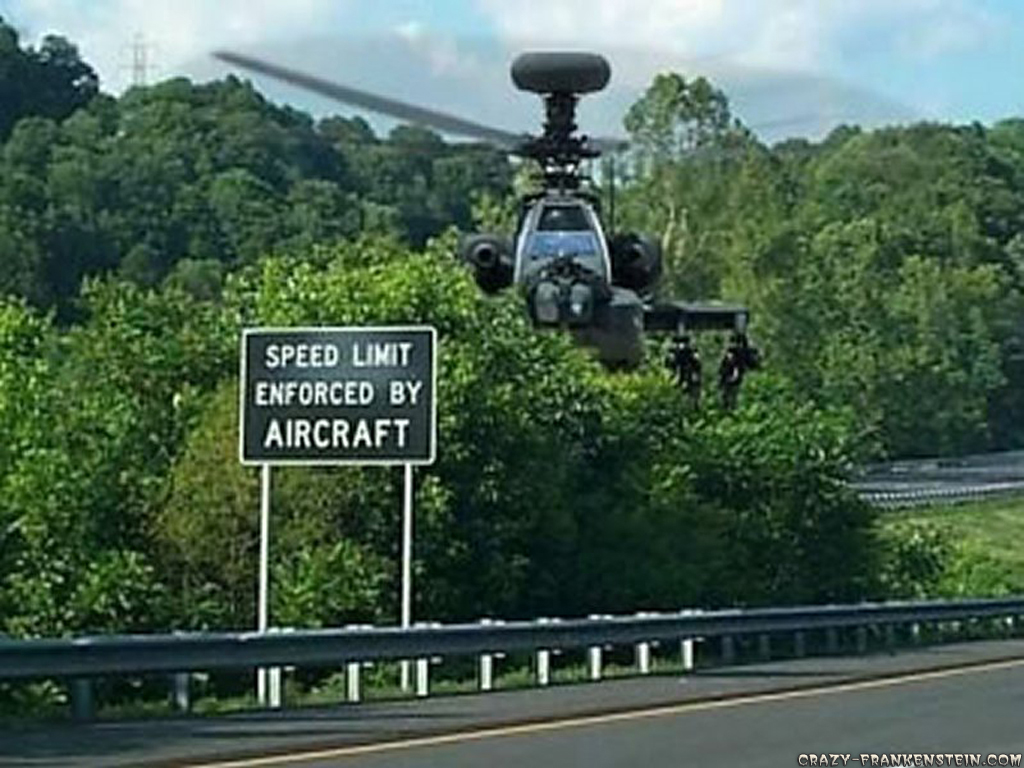 SPEED LIMIT
ENFORCED BY
AIRCRAFT
CRAZY-FRANKENSTEIN.COM